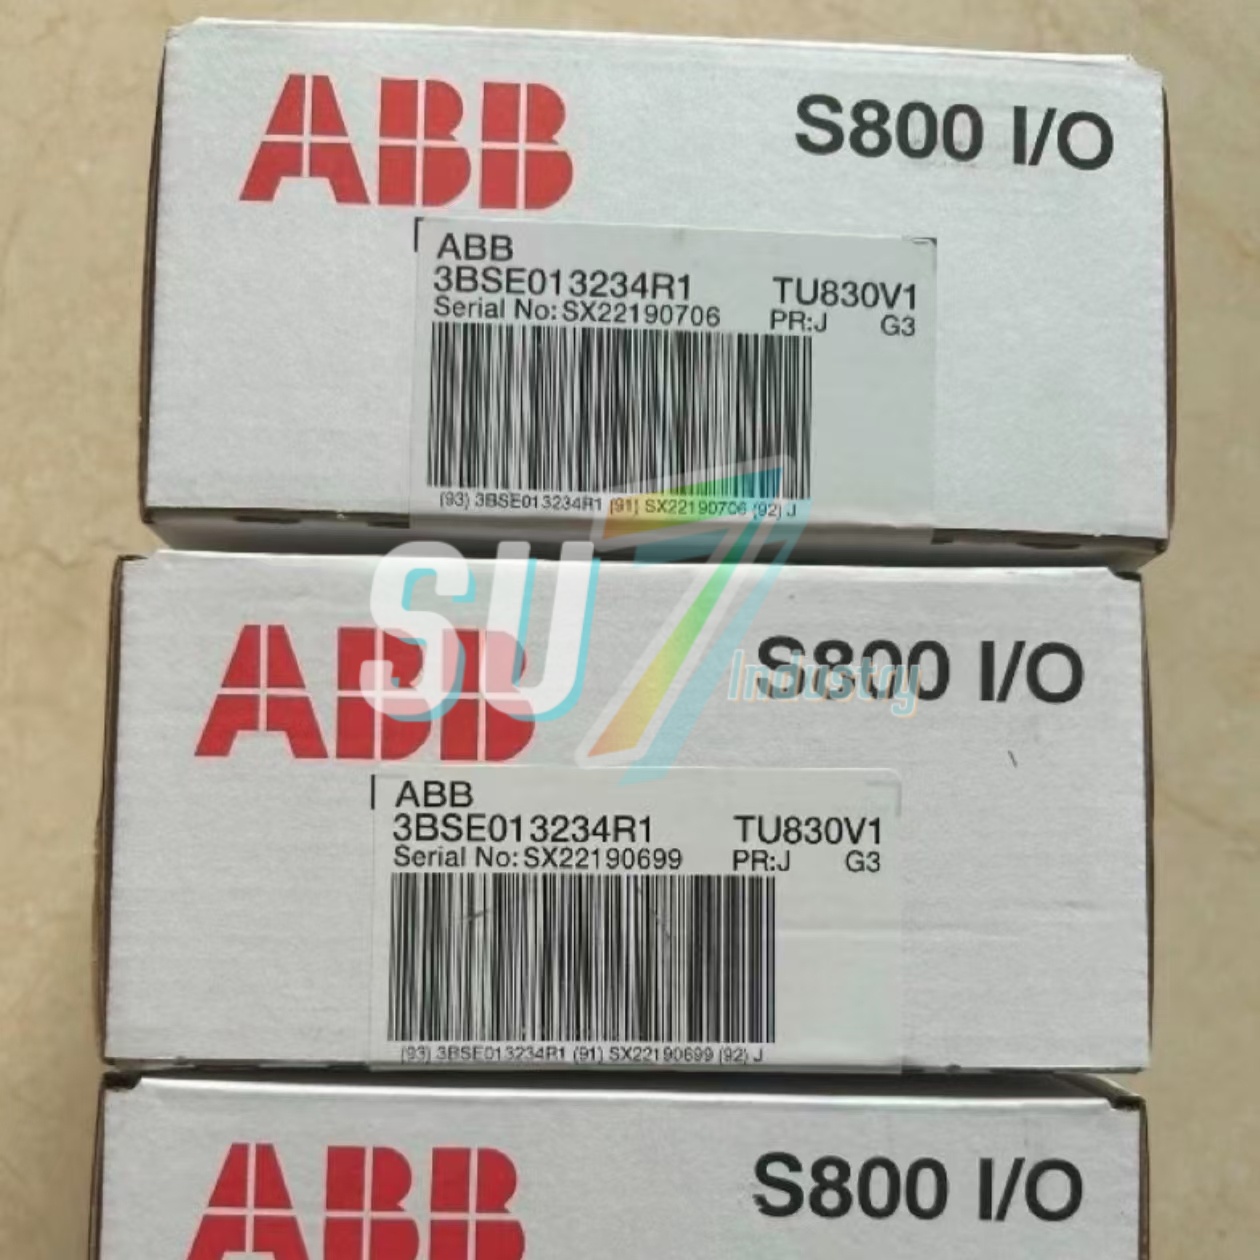 ABB
S800 I/O
ABB
3BSE013234R1 TU830V1
Serial No: SX22190706 PR:J G3
(93) 3BSE013234R1 (91) SX22190706 (92) J
SU7
Industry
ABB
S800 I/O
ABB
3BSE013234R1 TU830V1
Serial No: SX22190699 PR:J G3
(93) 3BSE013234R1 (91) SX22190699 (92) J
ABB
S800 I/O